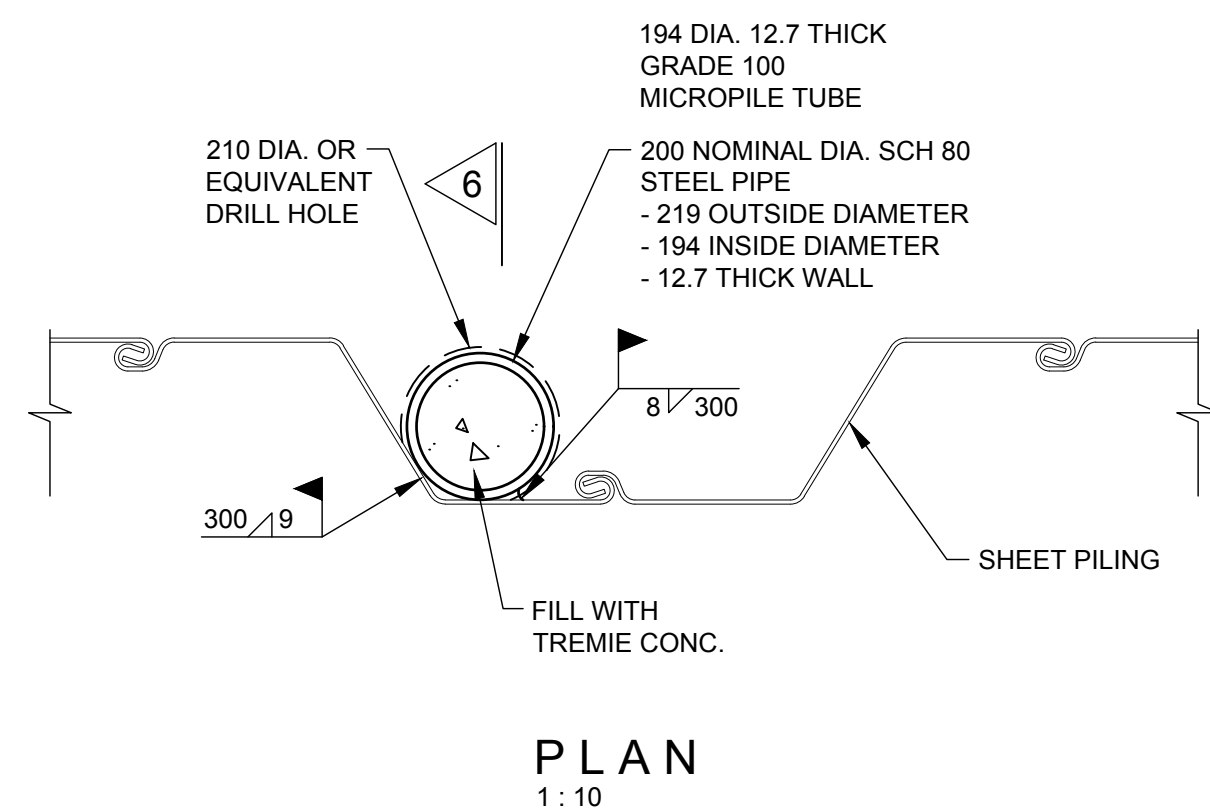 194 DIA. 12.7 THICK
GRADE 100
MICROPILE TUBE
210 DIA. OR
EQUIVALENT
DRILL HOLE
6
200 NOMINAL DIA. SCH 80
STEEL PIPE
- 219 OUTSIDE DIAMETER
- 194 INSIDE DIAMETER
- 12.7 THICK WALL
8 300
300 9
SHEET PILING
FILL WITH
TREMIE CONC.
PLAN
1 : 10